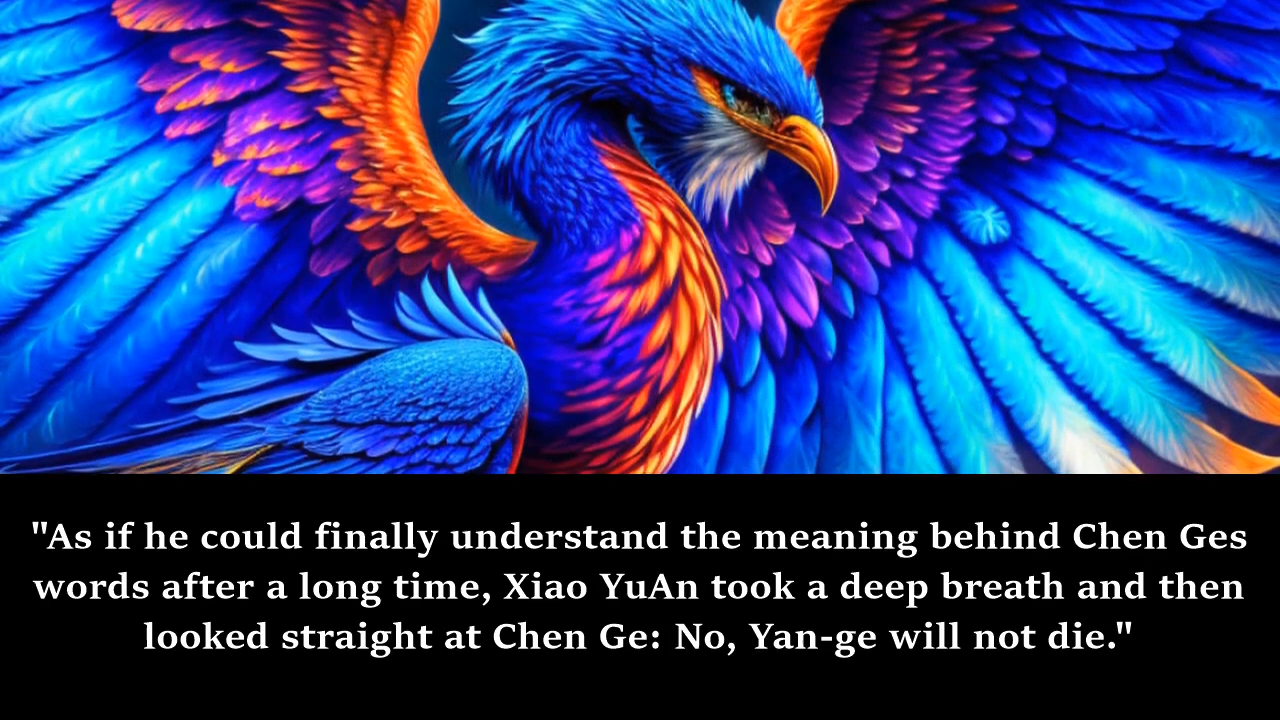 "As if he could finally understand the meaning behind Chen Ges
words after a long time, Xiao YuAn took a deep breath and then
looked straight at Chen Ge: No, Yan-ge will not die."